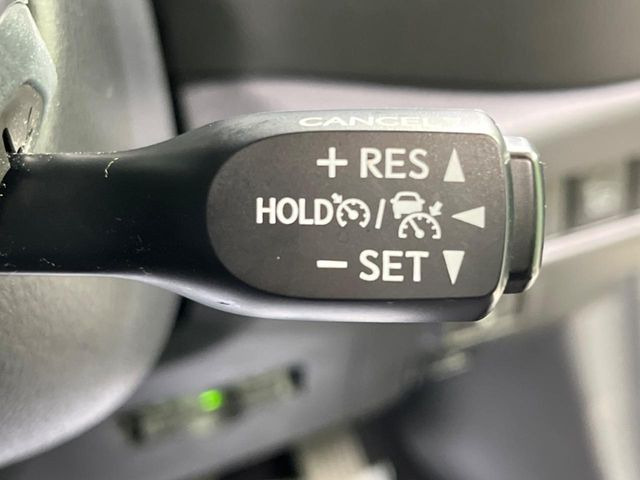 CANCEL
+ RES
HOLD /
– SET